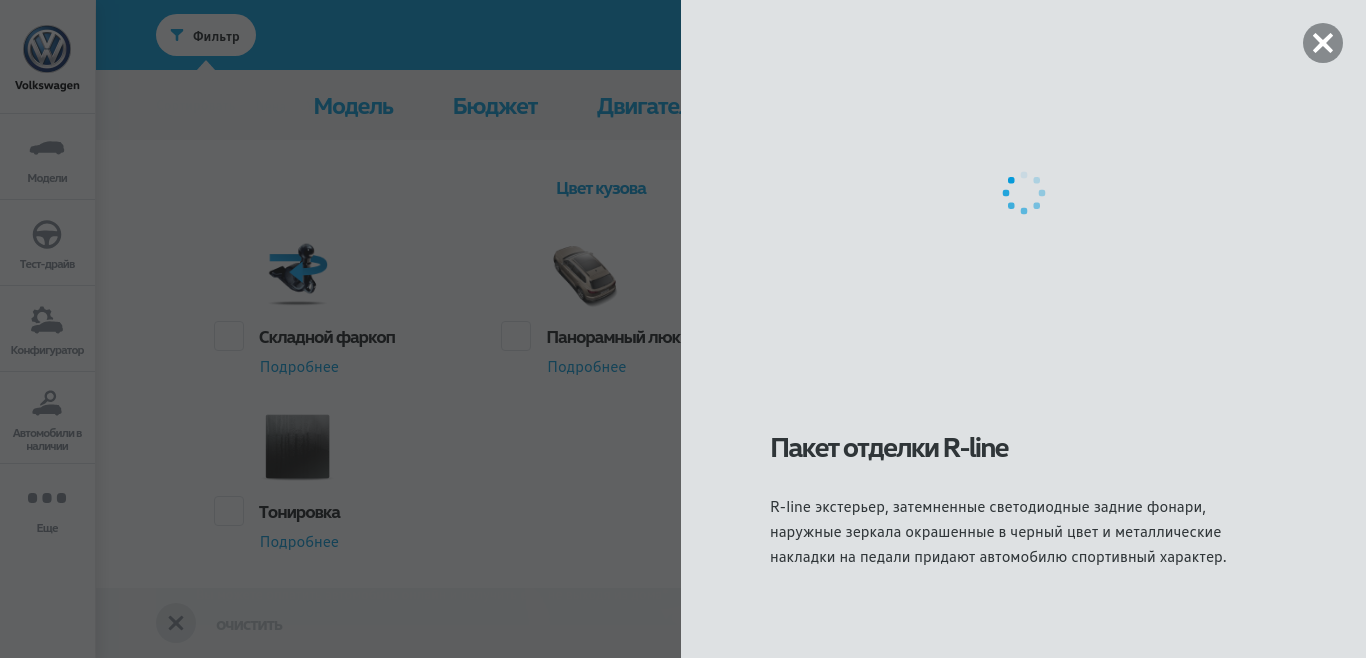 Фильтр
Volkswagen
Модель Бюджет Двигате
Модели
Цвет кузова
Тест-драйв
Складной фаркоп Панорамный люк
Конфигуратор
Подробнее Подробнее
Автомобили в
наличии
Пакет отделки R-line
Тонировка
R-line экстерьер, затемненные светодиодные задние фонари,
Еще
наружные зеркала окрашенные в черный цвет и металлические
Подробнее
накладки на педали придают автомобилю спортивный характер.
ОЧИСТИТЬ